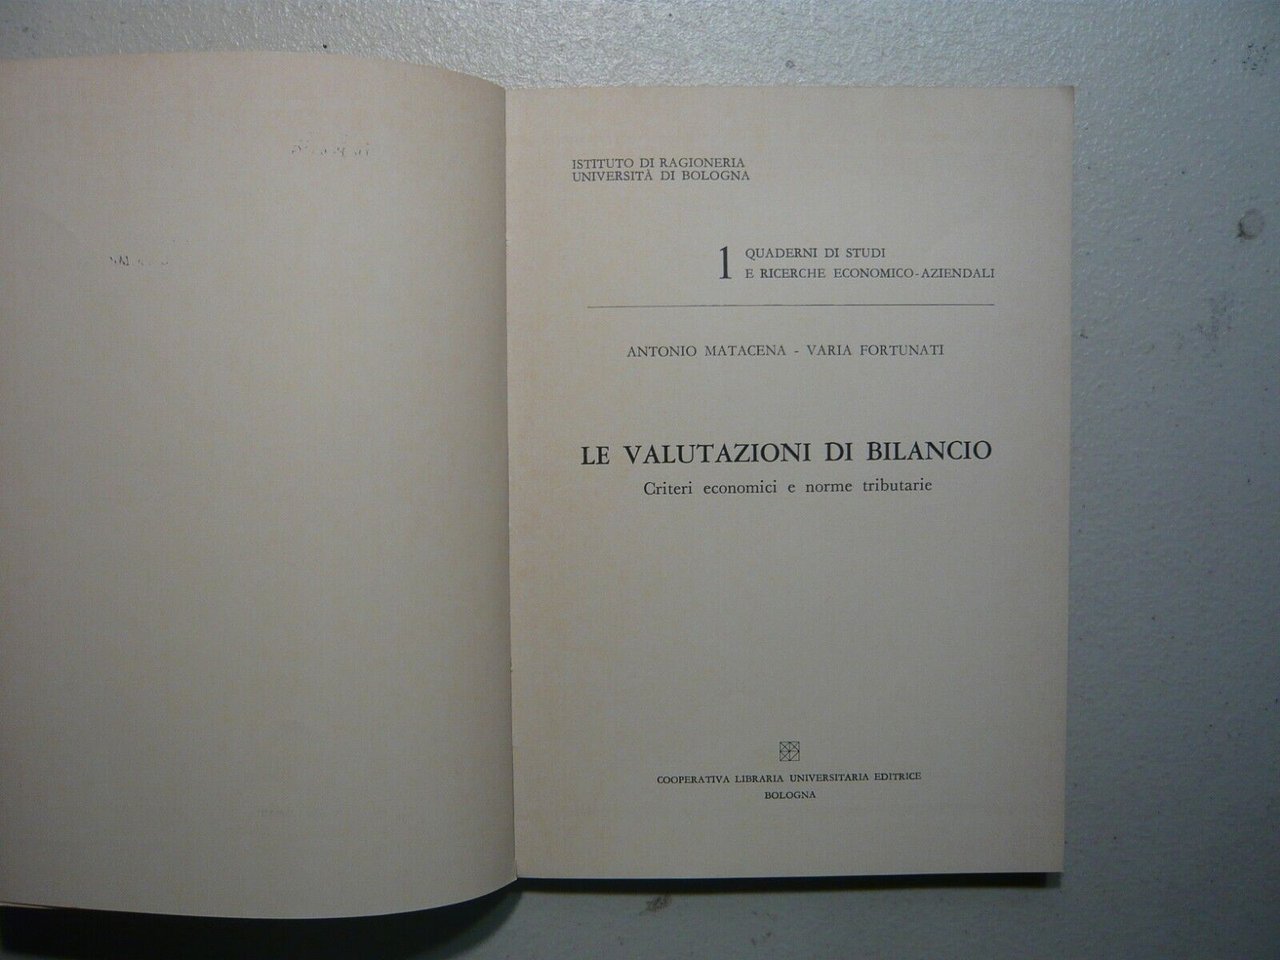 ISTITUTO DI RAGIONERIA
UNIVERSITÀ DI BOLOGNA
1 QUADERNI DI STUDI
E RICERCHE ECONOMICO-AZIENDALI
ANTONIO MATACENA - VARIA FORTUNATI
LE VALUTAZIONI DI BILANCIO
Criteri economici e norme tributarie
COOPERATIVA LIBRARIA UNIVERSITARIA EDITRICE
BOLOGNA